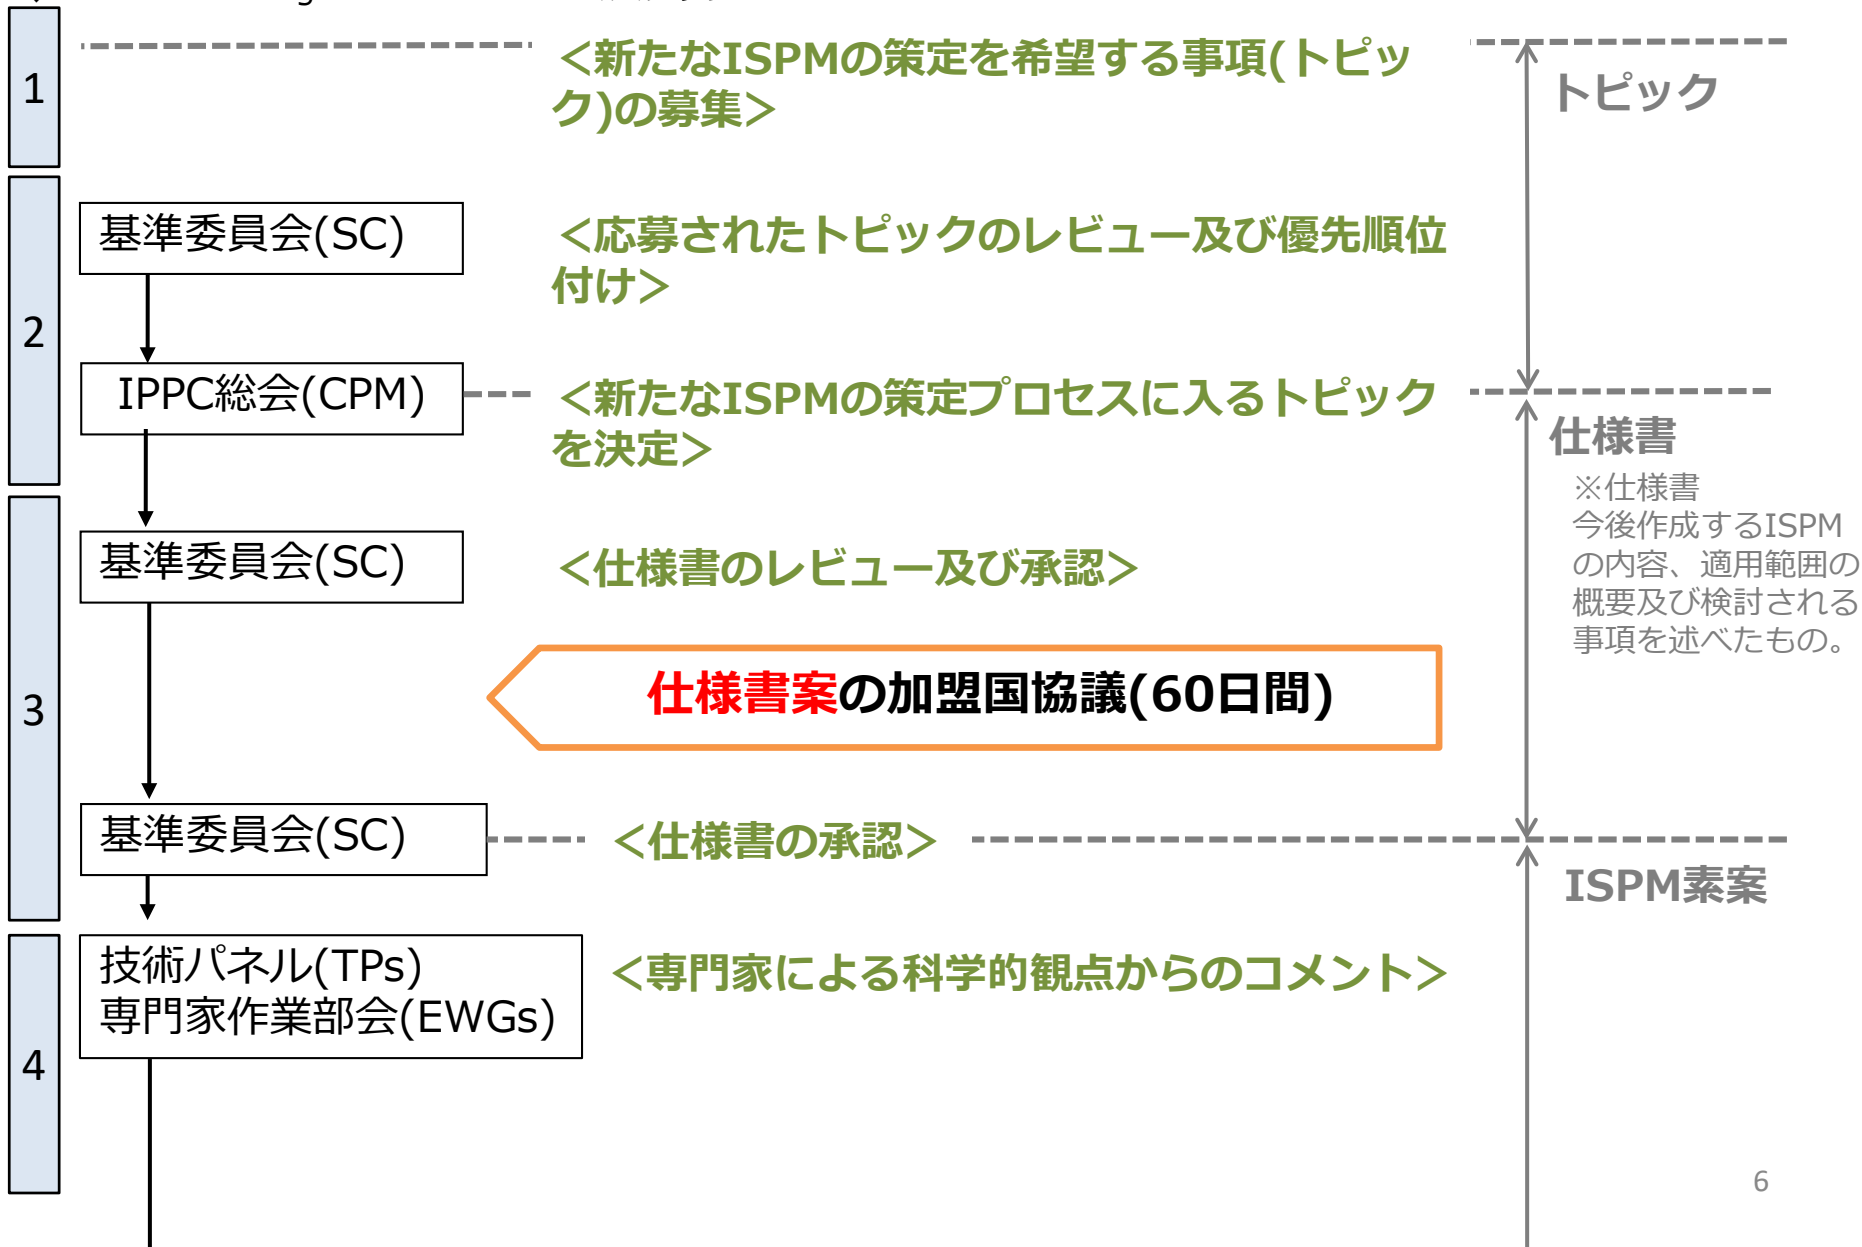 1
＜新たなISPMの策定を希望する事項(トピッ
ク)の募集＞
トピック
2
基準委員会(SC)
＜応募されたトピックのレビュー及び優先順位
付け＞
IPPC総会(CPM)
＜新たなISPMの策定プロセスに入るトピック
を決定＞
仕様書
※仕様書
今後作成するISPM
の内容、適用範囲の
概要及び検討される
事項を述べたもの。
3
基準委員会(SC)
＜仕様書のレビュー及び承認＞
仕様書案の加盟国協議(60日間)
基準委員会(SC)
＜仕様書の承認＞
ISPM素案
4
技術パネル(TPs)
専門家作業部会(EWGs)
＜専門家による科学的観点からのコメント＞
6